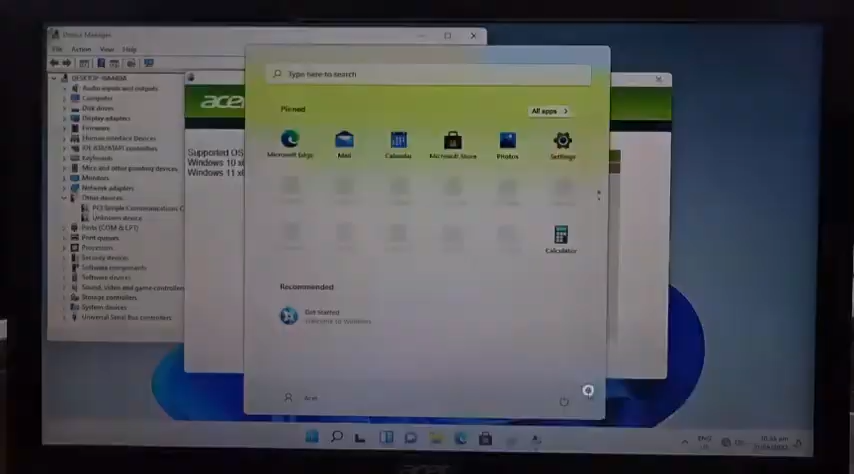 Device Manager
File Action View Help
Audio inputs and outputs
Computer
Disk drives
Display adapters
Firmware
Human Interface Devices
IDE ATA/ATAPI controllers
Keyboards
Mice and other pointing devices
Monitors
Network adapters
Other devices
PCI Simple Communications C
Unknown device
Ports (COM & LPT)
Print queues
Processors
Security devices
Software components
Software devices
Sound, video and game controllers
Storage controllers
System devices
Universal Serial Bus controllers
acer
Supported OS
Windows 10 x
Windows 11 x
Type here to search
Pinned
All apps >
Microsoft Edge
Mail
Calendar
Microsoft Store
Photos
Settings
Calculator
Recommended
Get Started
Welcome to Windows
Acer
ENG
acer